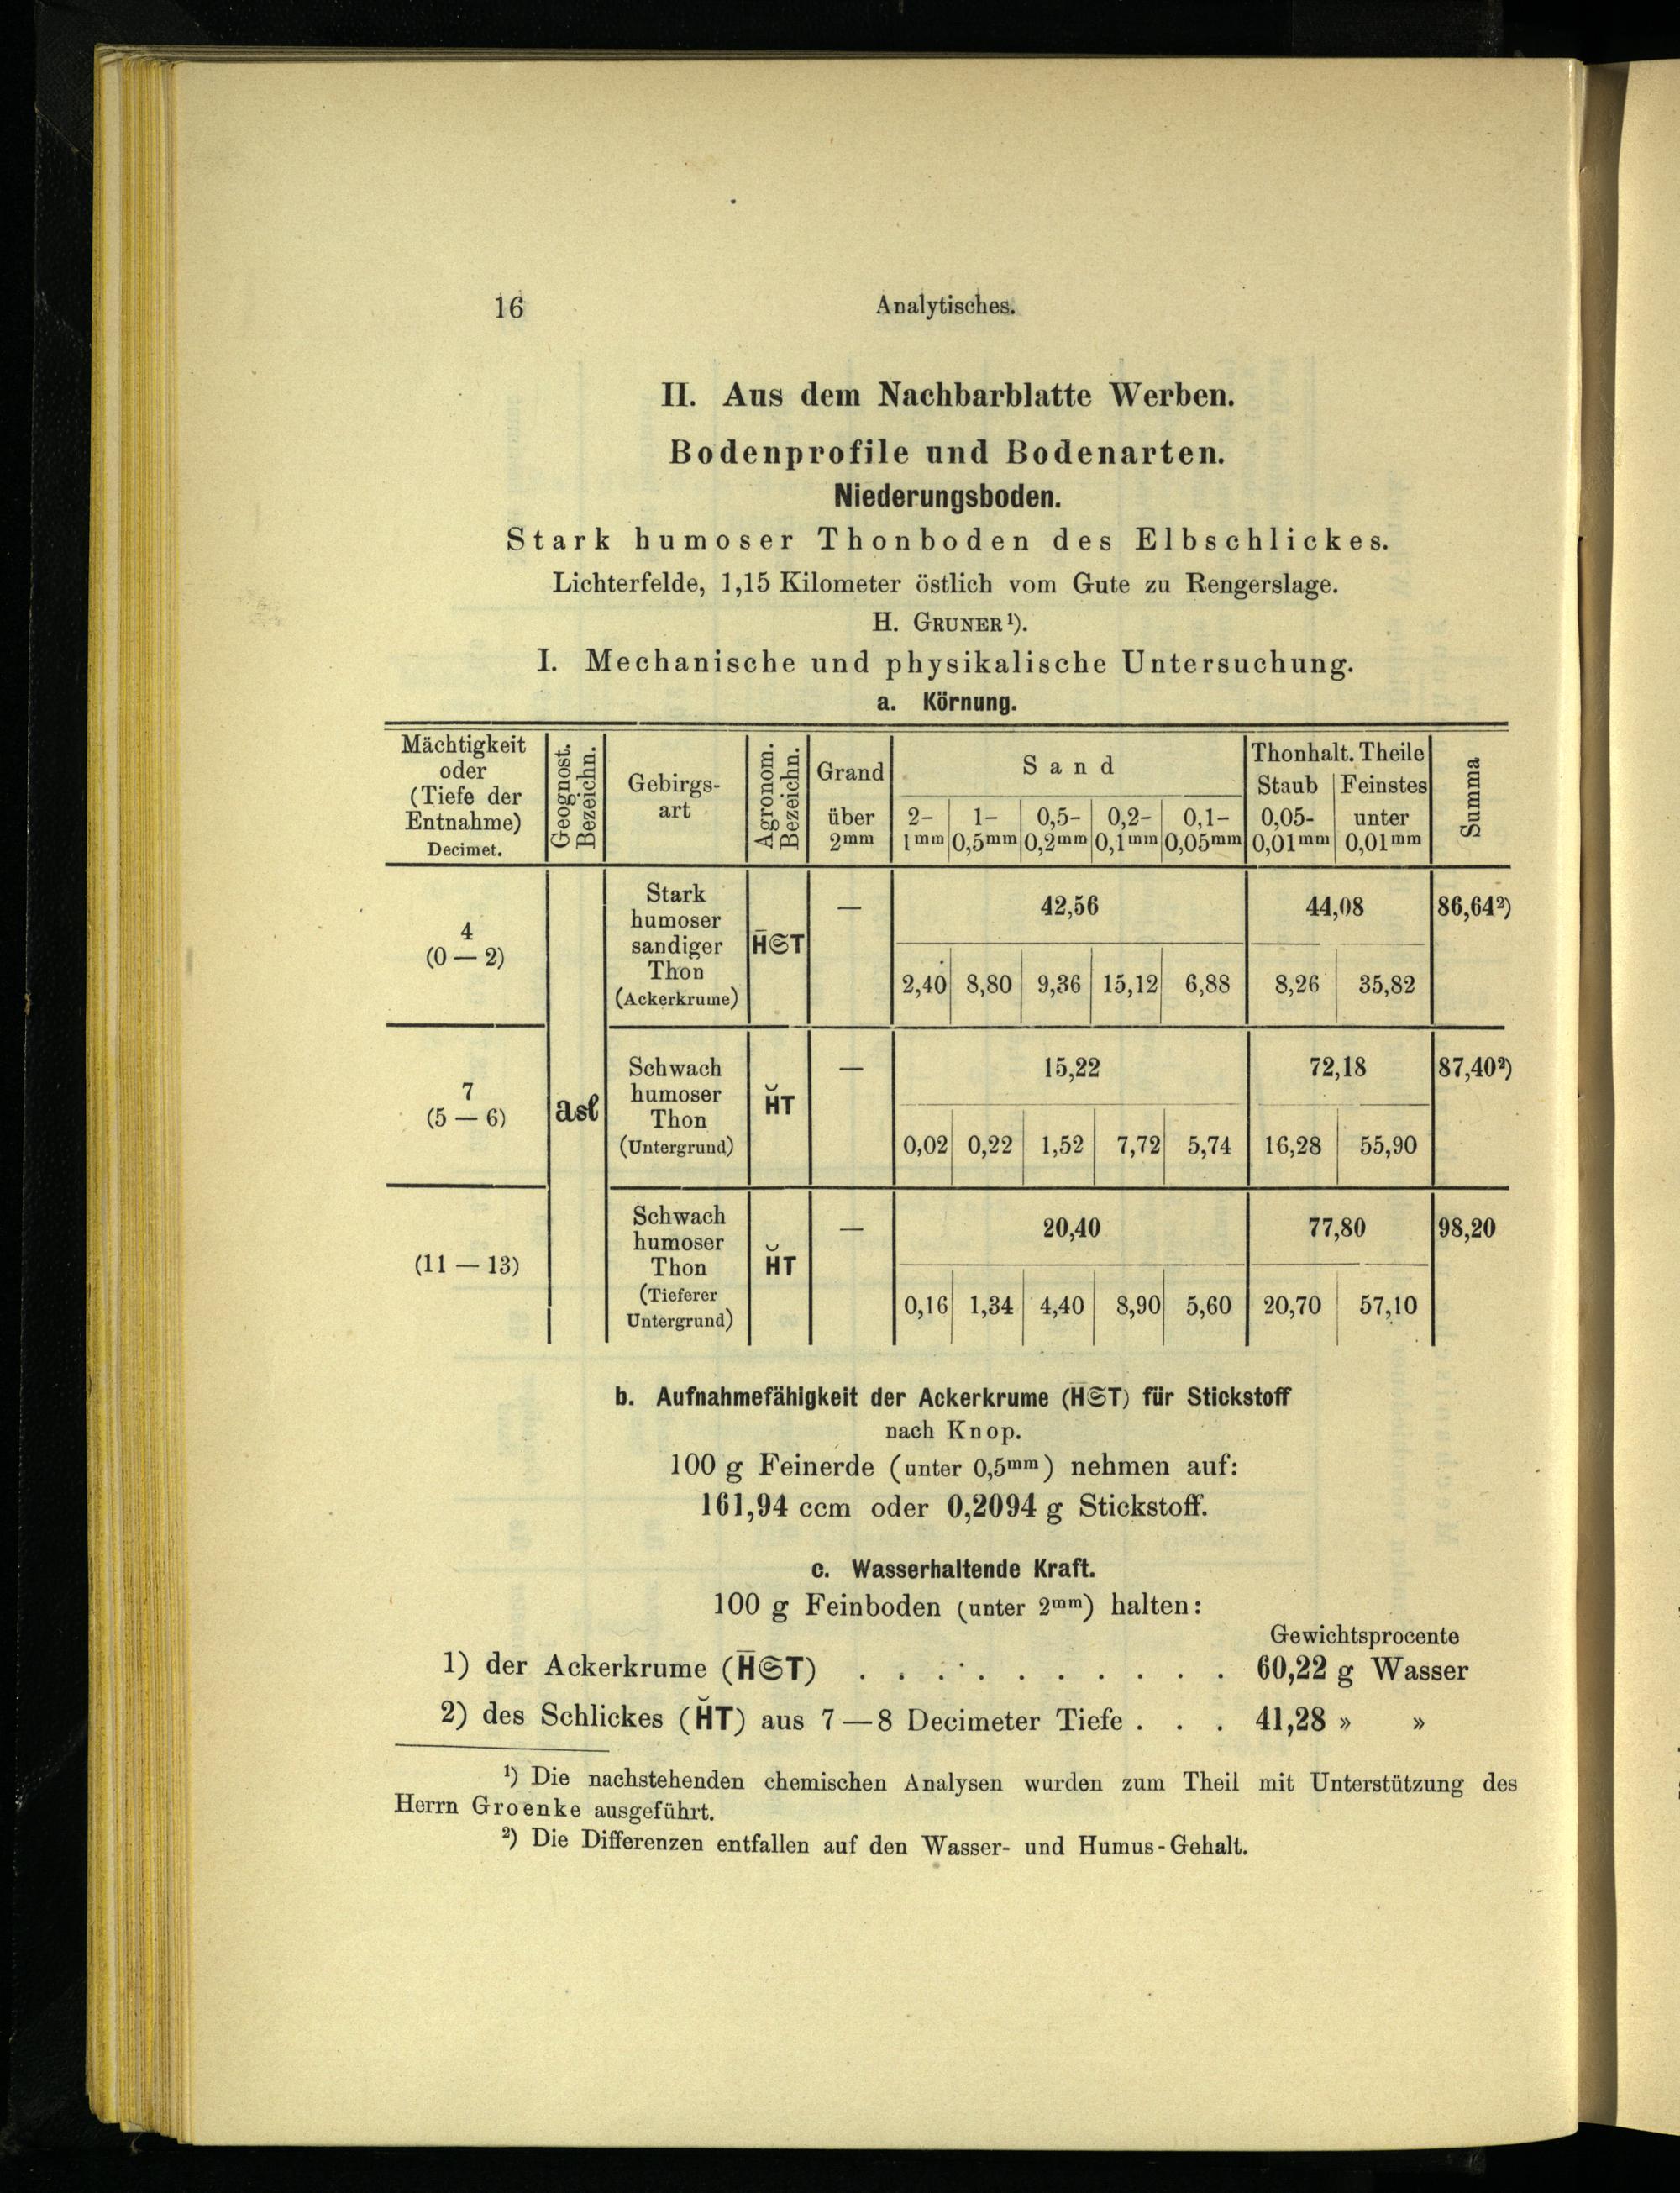 16
Analytisches.
II. Aus dem Nachbarblatte Werben.
Bodenprofile und Bodenarten.
Niederungsboden.
Stark humoser Thonboden des Elbschlickes.
Lichterfelde, 1,15 Kilometer östlich vom Gute zu Rengerslage.
H. GRUNER ¹).
I. Mechanische und physikalische Untersuchung.
a. Körnung.
Mächtigkeit
oder
(Tiefe der
Entnahme)
Decimet.
Geognost.
Bezeichn.
Gebirgs-
art
Agronom.
Bezeichn.
Grand
über
2mm
Sand
2-
1mm
1-
0,5mm
0,5-
0,2mm
0,2-
0,1mm
0,1-
0,05mm
Thonhalt. Theile
Staub
0,05-
0,01mm
Feinstes
unter
0,01mm
Summa
4
(0 — 2)
asl
Stark
humoser
sandiger
Thon
(Ackerkrume)
H̄ST
—
42,56
44,08
86,64²)
2,40 8,80 9,36 15,12 6,88 8,26 35,82
7
(5 — 6)
Schwach
humoser
Thon
(Untergrund)
H̆T
—
15,22
72,18
87,40²)
0,02 0,22 1,52 7,72 5,74 16,28 55,90
(11 — 13)
Schwach
humoser
Thon
(Tieferer
Untergrund)
H̆T
—
20,40
77,80
98,20
0,16 1,34 4,40 8,90 5,60 20,70 57,10
b. Aufnahmefähigkeit der Ackerkrume (HST) für Stickstoff
nach Knop.
100 g Feinerde (unter 0,5mm) nehmen auf:
161,94 ccm oder 0,2094 g Stickstoff.
c. Wasserhaltende Kraft.
100 g Feinboden (unter 2mm) halten:
Gewichtsprocente
1) der Ackerkrume (H̄ST) . . . . . . . . . . 60,22 g Wasser
2) des Schlickes (H̆T) aus 7—8 Decimeter Tiefe . . . 41,28 » »
¹) Die nachstehenden chemischen Analysen wurden zum Theil mit Unterstützung des
Herrn Groenke ausgeführt.
²) Die Differenzen entfallen auf den Wasser- und Humus-Gehalt.